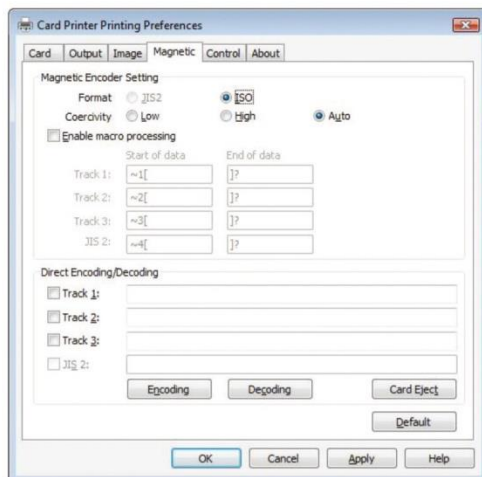 Card Printer Printing Preferences
Card Output Image Magnetic Control About
Magnetic Encoder Setting
Format JIS2 ISO
Coercivity Low High Auto
Enable macro processing
Start of data End of data
Track 1: ~1[ ]?
Track 2: ~2[ ]?
Track 3: ~3[ ]?
JIS 2: ~4[ ]?
Direct Encoding/Decoding
Track 1:
Track 2:
Track 3:
JIS 2:
Encoding Decoding Card Eject
Default
OK Cancel Apply Help